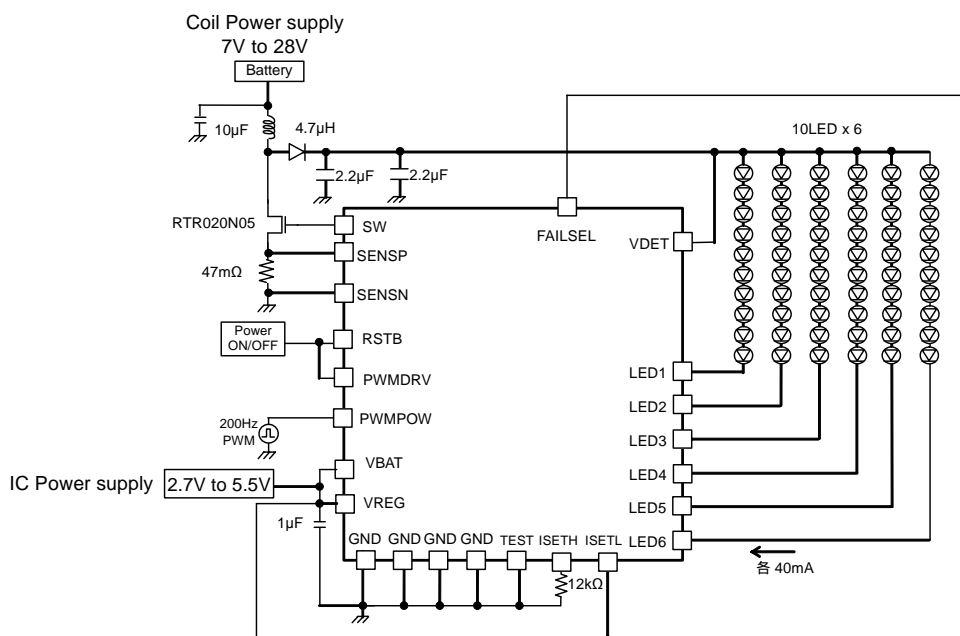 Coil Power supply
7V to 28V
Battery
10µF
4.7µH
10LED x 6
2.2µF
2.2µF
RTR020N05
SW
FAILSEL
VDET
SENSP
47mΩ
SENSN
Power
ON/OFF
RSTB
PWMDRV
LED1
LED2
200Hz
PWM
PWMPOW
LED3
VBAT
LED4
IC Power supply
2.7V to 5.5V
VREG
LED5
1µF
GND
GND
GND
GND
TEST
ISETH
ISETL
LED6
各 40mA
12kΩ